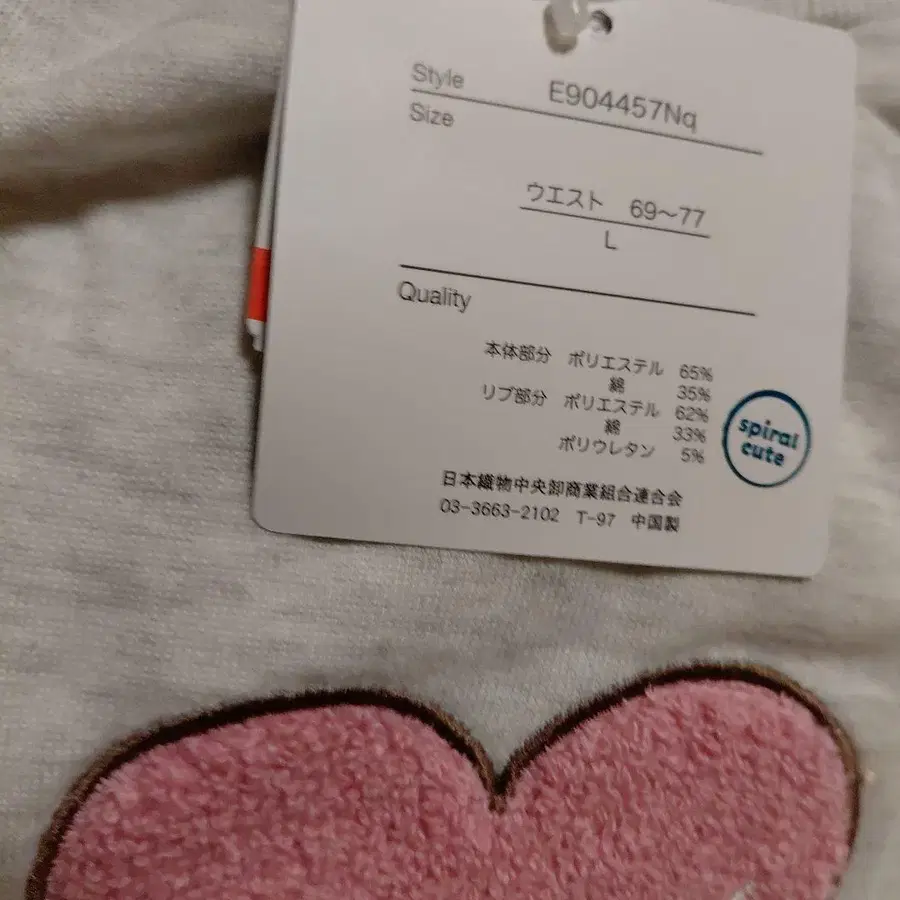 Style E904457Nq
Size
ウエスト 69〜77
L
Quality
本体部分 ポリエステル 65%
綿 35%
リブ部分 ポリエステル 62%
綿 33%
ポリウレタン 5%
spiral
cute
日本織物中央卸商業組合連合会
03-3663-2102 T-97 中国製